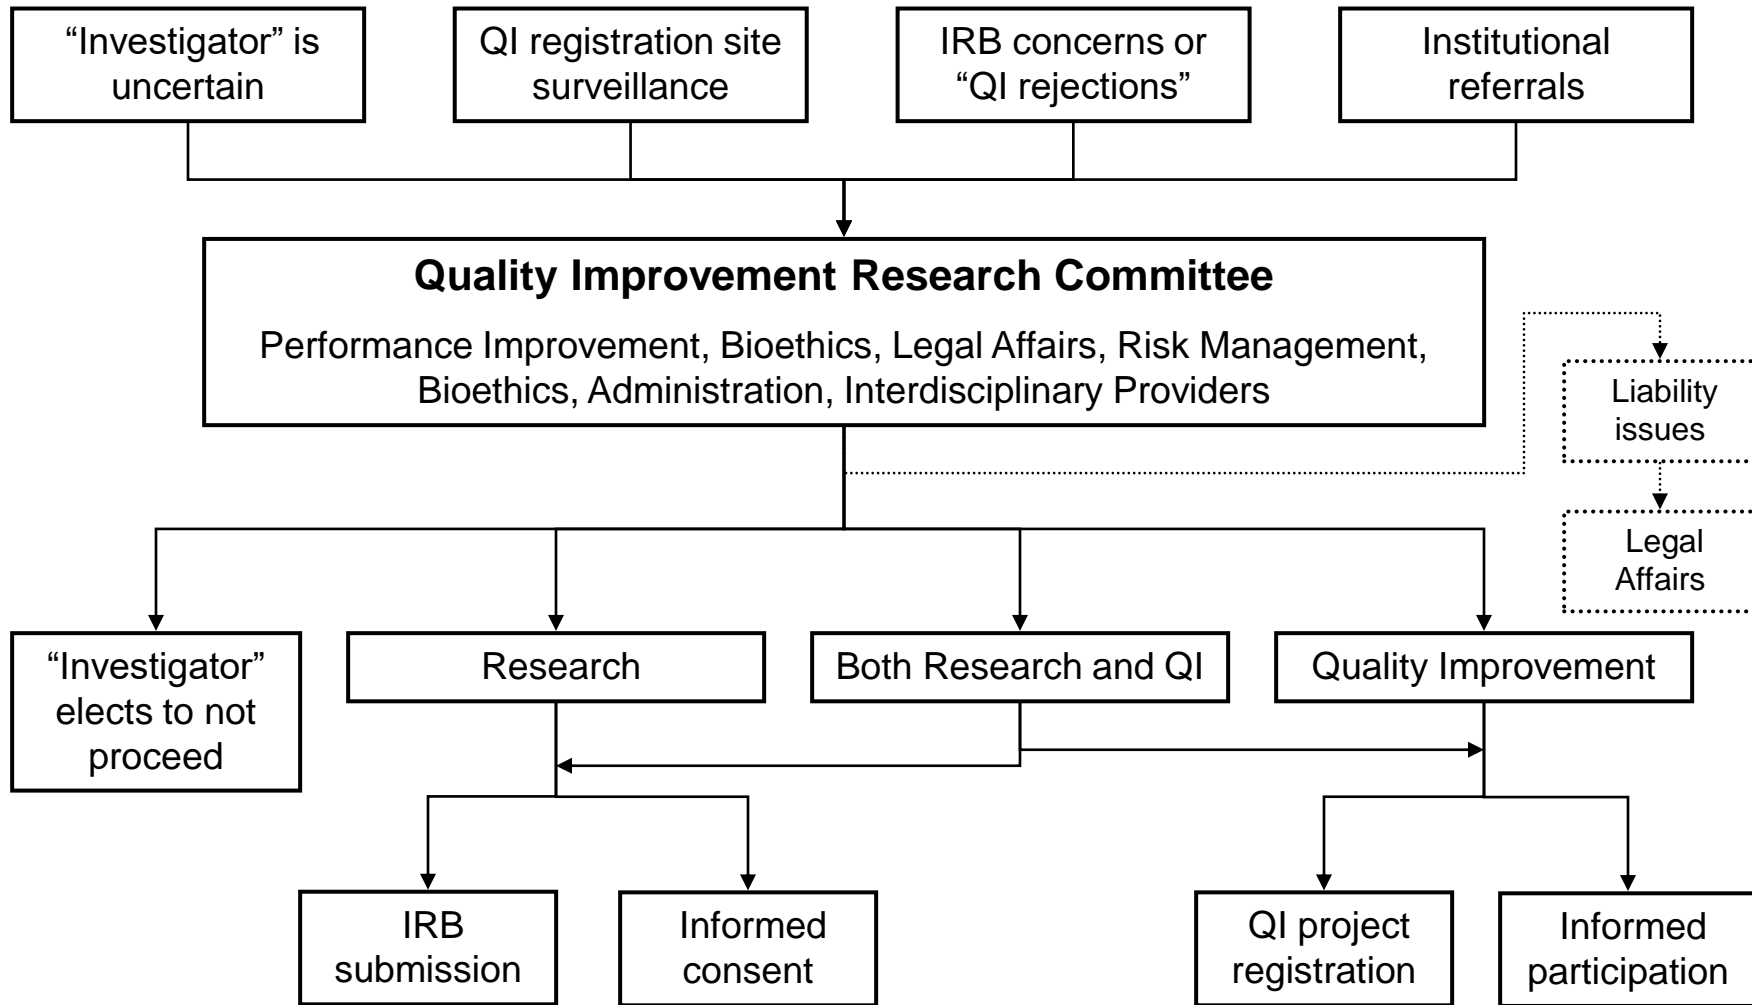 “Investigator” is
uncertain
QI registration site
surveillance
IRB concerns or
“QI rejections”
Institutional
referrals
Quality Improvement Research Committee
Performance Improvement, Bioethics, Legal Affairs, Risk Management,
Bioethics, Administration, Interdisciplinary Providers
Liability
issues
Legal
Affairs
“Investigator”
elects to not
proceed
Research
Both Research and QI
Quality Improvement
IRB
submission
Informed
consent
QI project
registration
Informed
participation